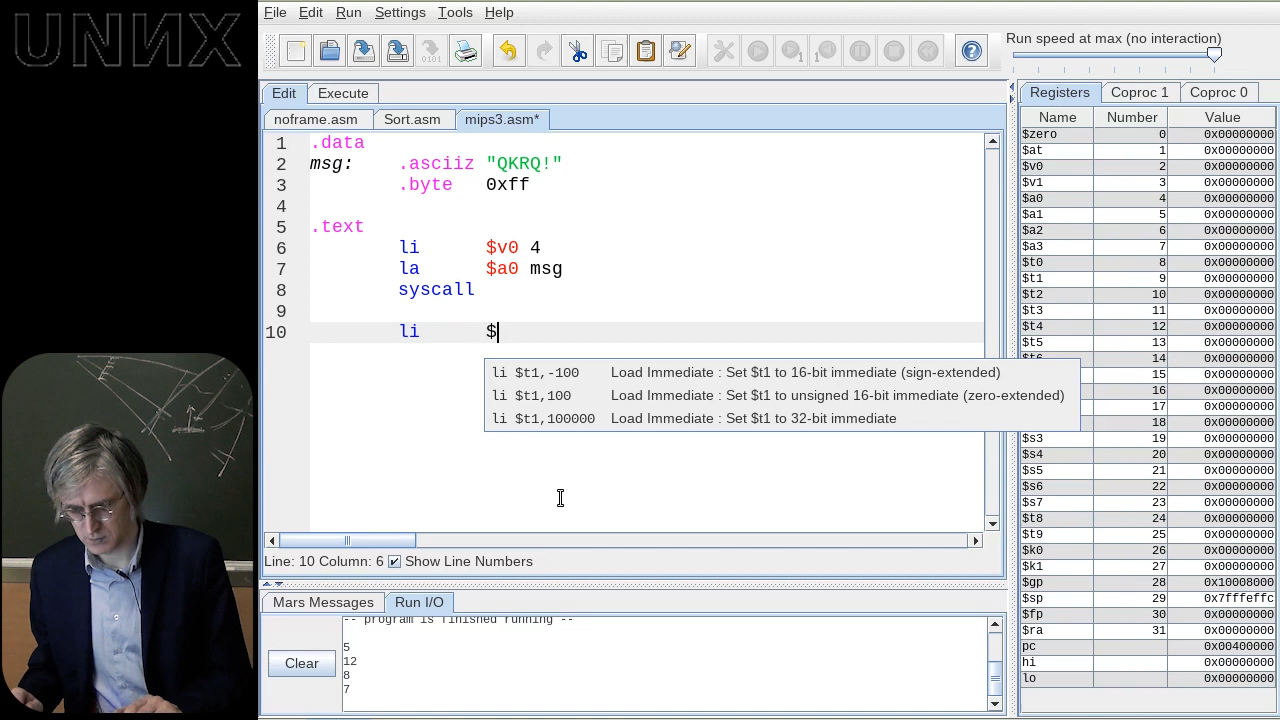 UNИX
File Edit Run Settings Tools Help
Run speed at max (no interaction)
Edit Execute
noframe.asm Sort.asm mips3.asm*
1 .data
2 msg: .asciiz "QKRQ!"
3 .byte 0xff
4
5 .text
6 li $v0 4
7 la $a0 msg
8 syscall
9
10 li $
li $t1,-100 Load Immediate : Set $t1 to 16-bit immediate (sign-extended)
li $t1,100 Load Immediate : Set $t1 to unsigned 16-bit immediate (zero-extended)
li $t1,100000 Load Immediate : Set $t1 to 32-bit immediate
Line: 10 Column: 6 Show Line Numbers
Mars Messages Run I/O
Clear
-- program is finished running --
5
12
8
7
Registers Coproc 1 Coproc 0
Name Number Value
$zero 0 0x00000000
$at 1 0x00000000
$v0 2 0x00000000
$v1 3 0x00000000
$a0 4 0x00000000
$a1 5 0x00000000
$a2 6 0x00000000
$a3 7 0x00000000
$t0 8 0x00000000
$t1 9 0x00000000
$t2 10 0x00000000
$t3 11 0x00000000
$t4 12 0x00000000
$t5 13 0x00000000
$t6 14 0x00000000
15 0x00000000
16 0x00000000
17 0x00000000
18 0x00000000
$s3 19 0x00000000
$s4 20 0x00000000
$s5 21 0x00000000
$s6 22 0x00000000
$s7 23 0x00000000
$t8 24 0x00000000
$t9 25 0x00000000
$k0 26 0x00000000
$k1 27 0x00000000
$gp 28 0x10008000
$sp 29 0x7fffeffc
$fp 30 0x00000000
$ra 31 0x00000000
pc 0x00400000
hi 0x00000000
lo 0x00000000